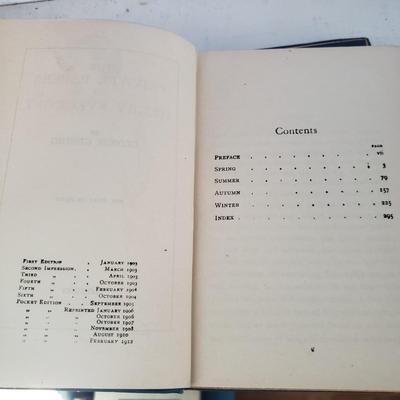 First Edition . . January 1903
Second Impression. . March 1903
Third „ . April 1903
Fourth „ . October 1903
Fifth „ . February 1904
Sixth „ . October 1904
Pocket Edition . . September 1905
„ „ Reprinted January 1906
„ „ „ October 1906
„ „ „ October 1907
„ „ „ November 1908
„ „ „ August 1910
„ „ „ February 1912
Contents
PAGE
Preface . . . . . . . vii
Spring . . . . . . . 3
Summer . . . . . . . 79
Autumn . . . . . . . 157
Winter . . . . . . . 225
Index . . . . . . . 295